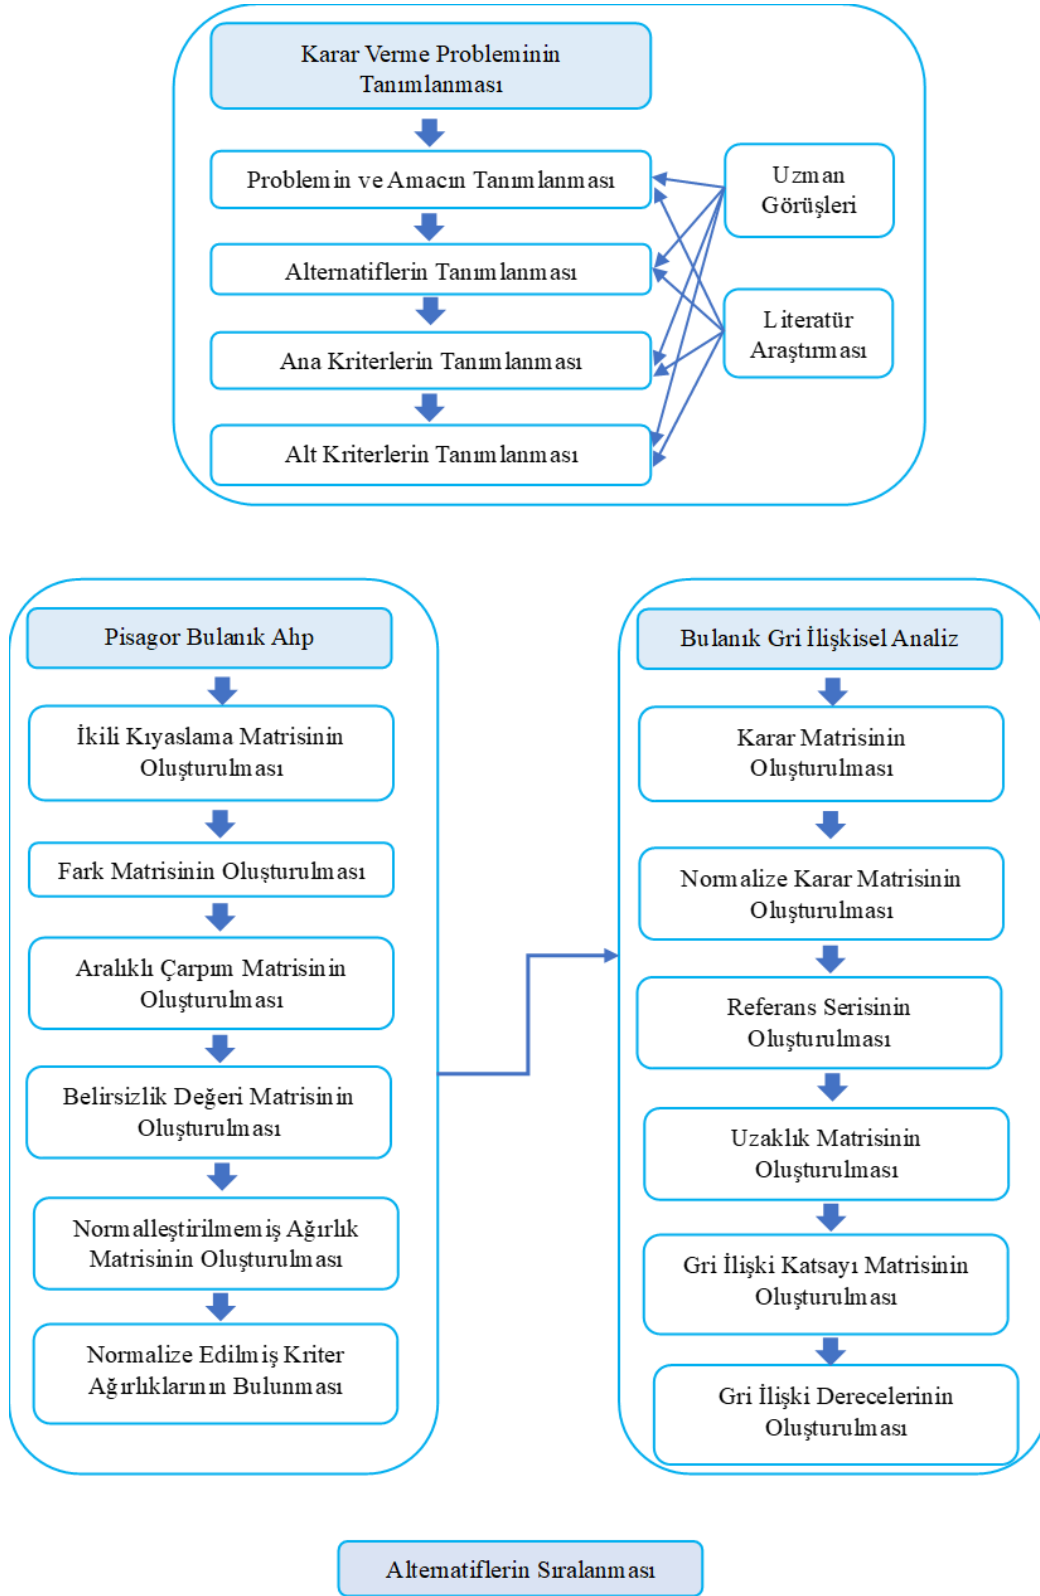 Karar Verme Probleminin
Tanımlanması
Problemin ve Amacın Tanımlanması
Alternatiflerin Tanımlanması
Ana Kriterlerin Tanımlanması
Alt Kriterlerin Tanımlanması
Uzman
Görüşleri
Literatür
Araştırması
Pisagor Bulanık Ahp
İkili Kıyaslama Matrisinin
Oluşturulması
Fark Matrisinin Oluşturulması
Aralıklı Çarpım Matrisinin
Oluşturulması
Belirsizlik Değeri Matrisinin
Oluşturulması
Normalleştirilmemiş Ağırlık
Matrisinin Oluşturulması
Normalize Edilmiş Kriter
Ağırlıklarının Bulunması
Bulanık Gri İlişkisel Analiz
Karar Matrisinin
Oluşturulması
Normalize Karar Matrisinin
Oluşturulması
Referans Serisinin
Oluşturulması
Uzaklık Matrisinin
Oluşturulması
Gri İlişki Katsayı Matrisinin
Oluşturulması
Gri İlişki Derecelerinin
Oluşturulması
Alternatiflerin Sıralanması